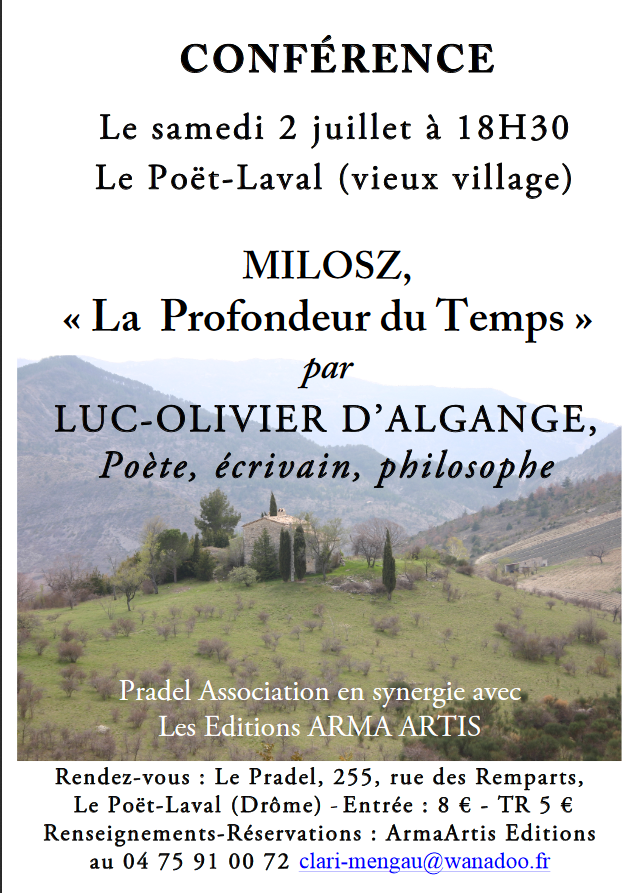 CONFÉRENCE
Le samedi 2 juillet à 18H30
Le Poët-Laval (vieux village)
MILOSZ,
« La Profondeur du Temps »
par
LUC-OLIVIER D’ALGANGE,
Poète, écrivain, philosophe
Pradel Association en synergie avec
Les Editions ARMA ARTIS
Rendez-vous : Le Pradel, 255, rue des Remparts,
Le Poët-Laval (Drôme) - Entrée : 8 € - TR 5 €
Renseignements-Réservations : ArmaArtis Editions
au 04 75 91 00 72 clari-mengau@wanadoo.fr